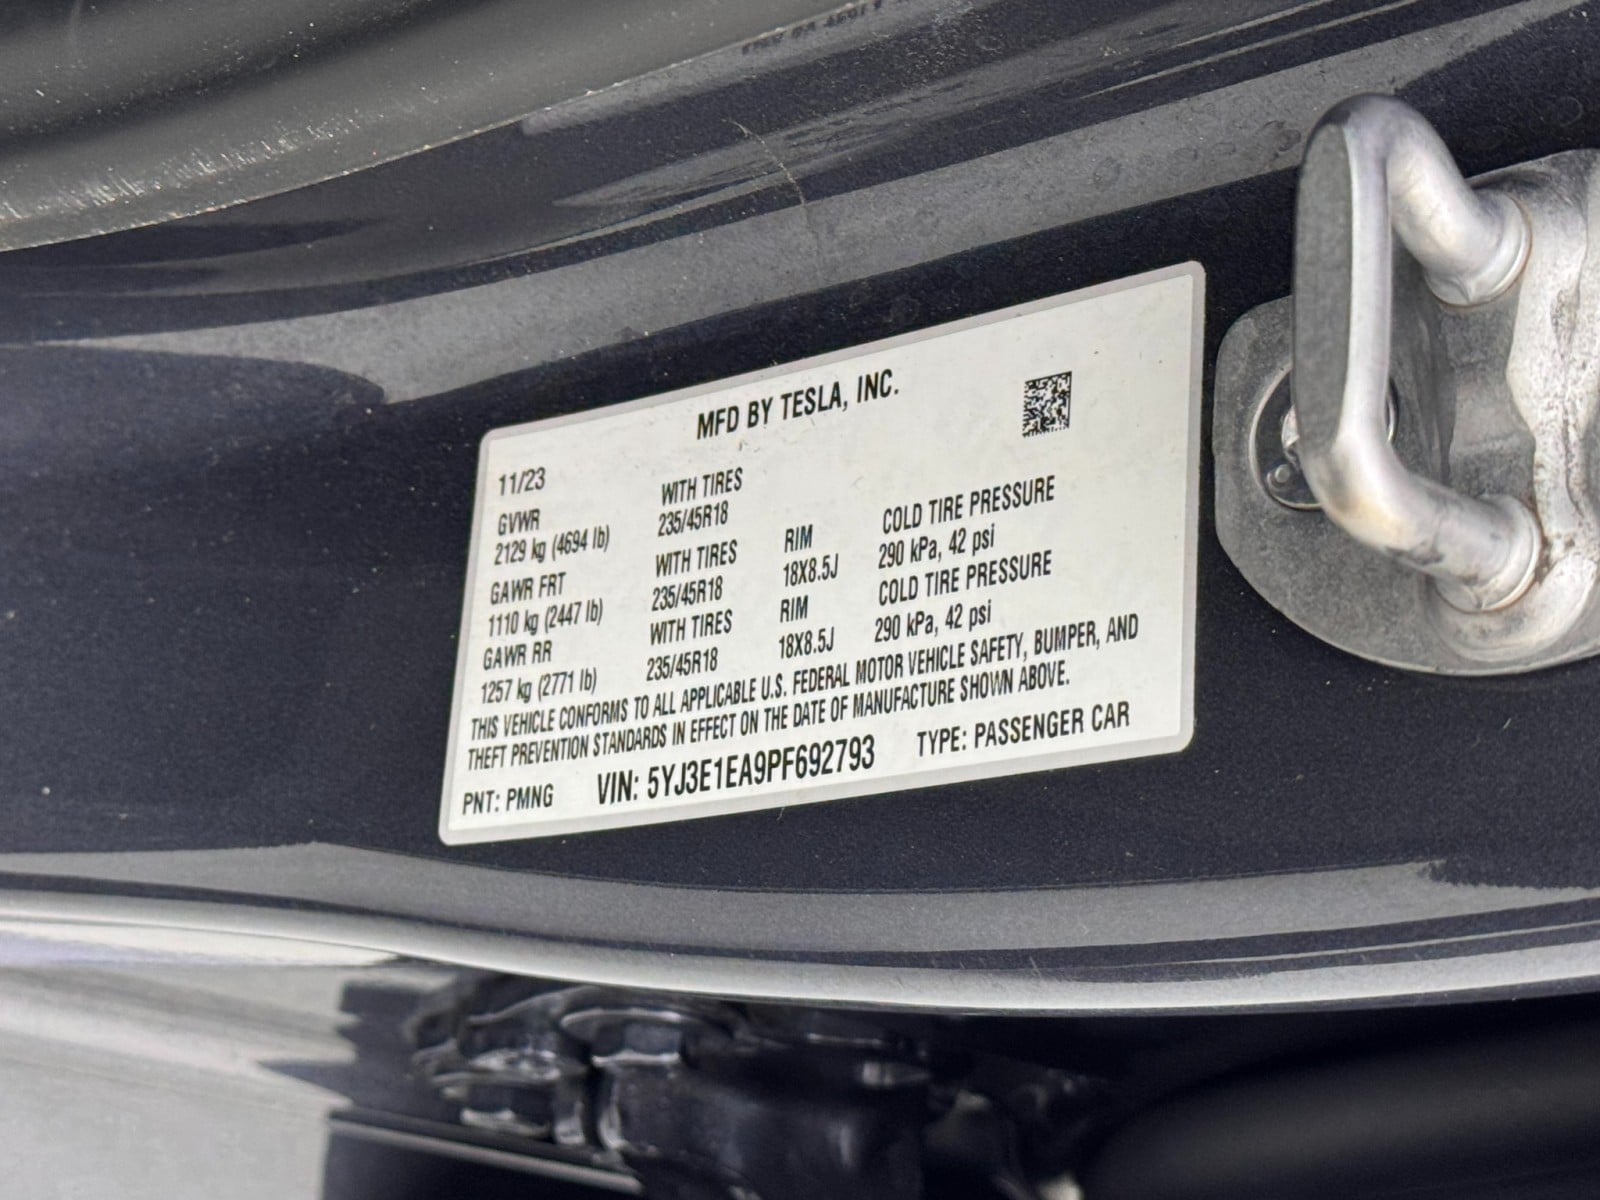 MFD BY TESLA, INC.
11/23
GVWR WITH TIRES
2129 kg (4694 lb) 235/45R18
GAWR FRT WITH TIRES RIM COLD TIRE PRESSURE
1110 kg (2447 lb) 235/45R18 18X8.5J 290 kPa, 42 psi
GAWR RR WITH TIRES RIM COLD TIRE PRESSURE
1257 kg (2771 lb) 235/45R18 18X8.5J 290 kPa, 42 psi
THIS VEHICLE CONFORMS TO ALL APPLICABLE U.S. FEDERAL MOTOR VEHICLE SAFETY, BUMPER, AND
THEFT PREVENTION STANDARDS IN EFFECT ON THE DATE OF MANUFACTURE SHOWN ABOVE.
PNT: PMNG VIN: 5YJ3E1EA9PF692793 TYPE: PASSENGER CAR